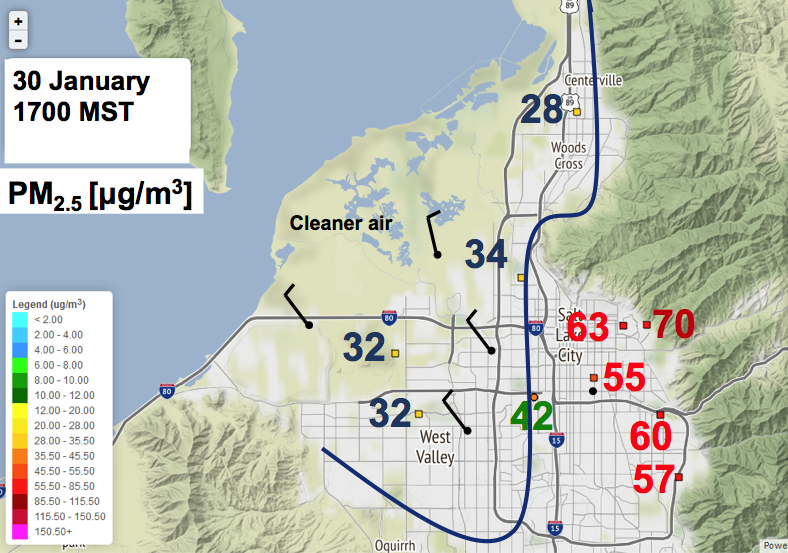 +
−
30 January
1700 MST
PM2.5 [µg/m³]
89
Centerville
28
89
Woods
Cross
Cleaner air
34
80
80
Salt
Lake
City
63
70
32
55
80
32
42
West
Valley
15
60
57
15
Oquirrh
Park
Powe
Legend (ug/m³)
< 2.00
2.00 - 4.00
4.00 - 6.00
6.00 - 8.00
8.00 - 10.00
10.00 - 12.00
12.00 - 20.00
20.00 - 28.00
28.00 - 35.50
35.50 - 45.50
45.50 - 55.50
55.50 - 85.50
85.50 - 115.50
115.50 - 150.50
150.50+